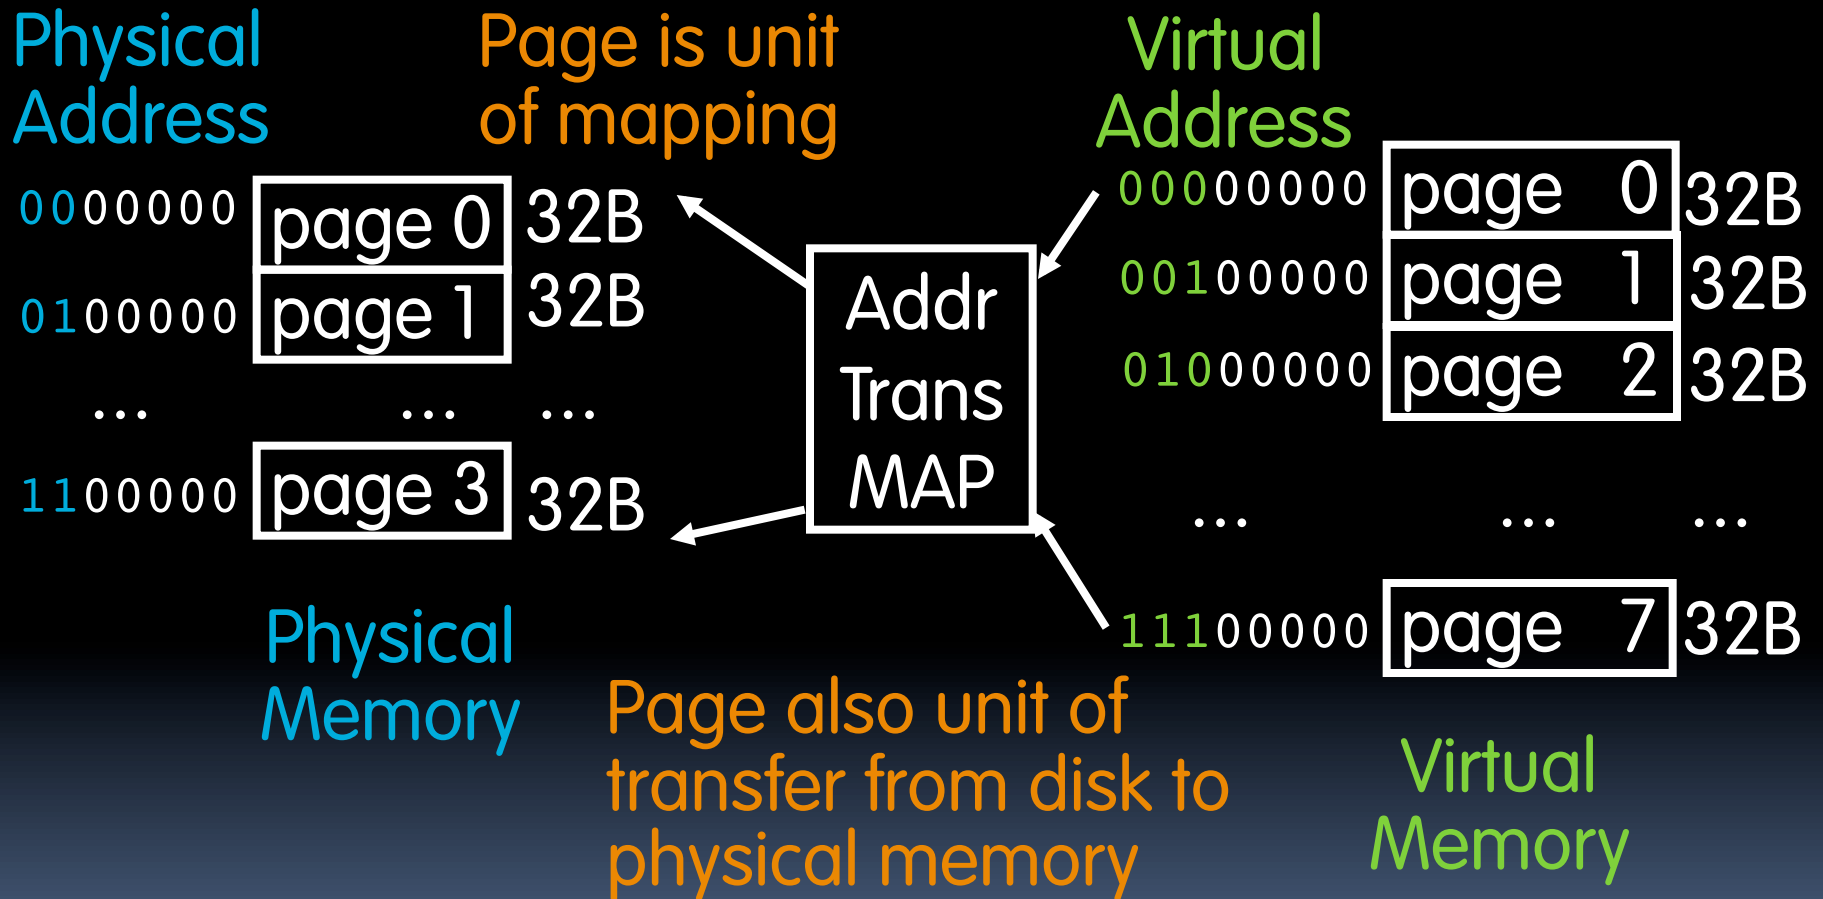 Physical
Address
Page is unit
of mapping
Virtual
Address
0000000 page 0 32B
0100000 page 1 32B
... ... ...
1100000 page 3 32B
Physical
Memory
Addr
Trans
MAP
00000000 page 0 32B
00100000 page 1 32B
01000000 page 2 32B
... ... ...
11100000 page 7 32B
Page also unit of
transfer from disk to
physical memory
Virtual
Memory